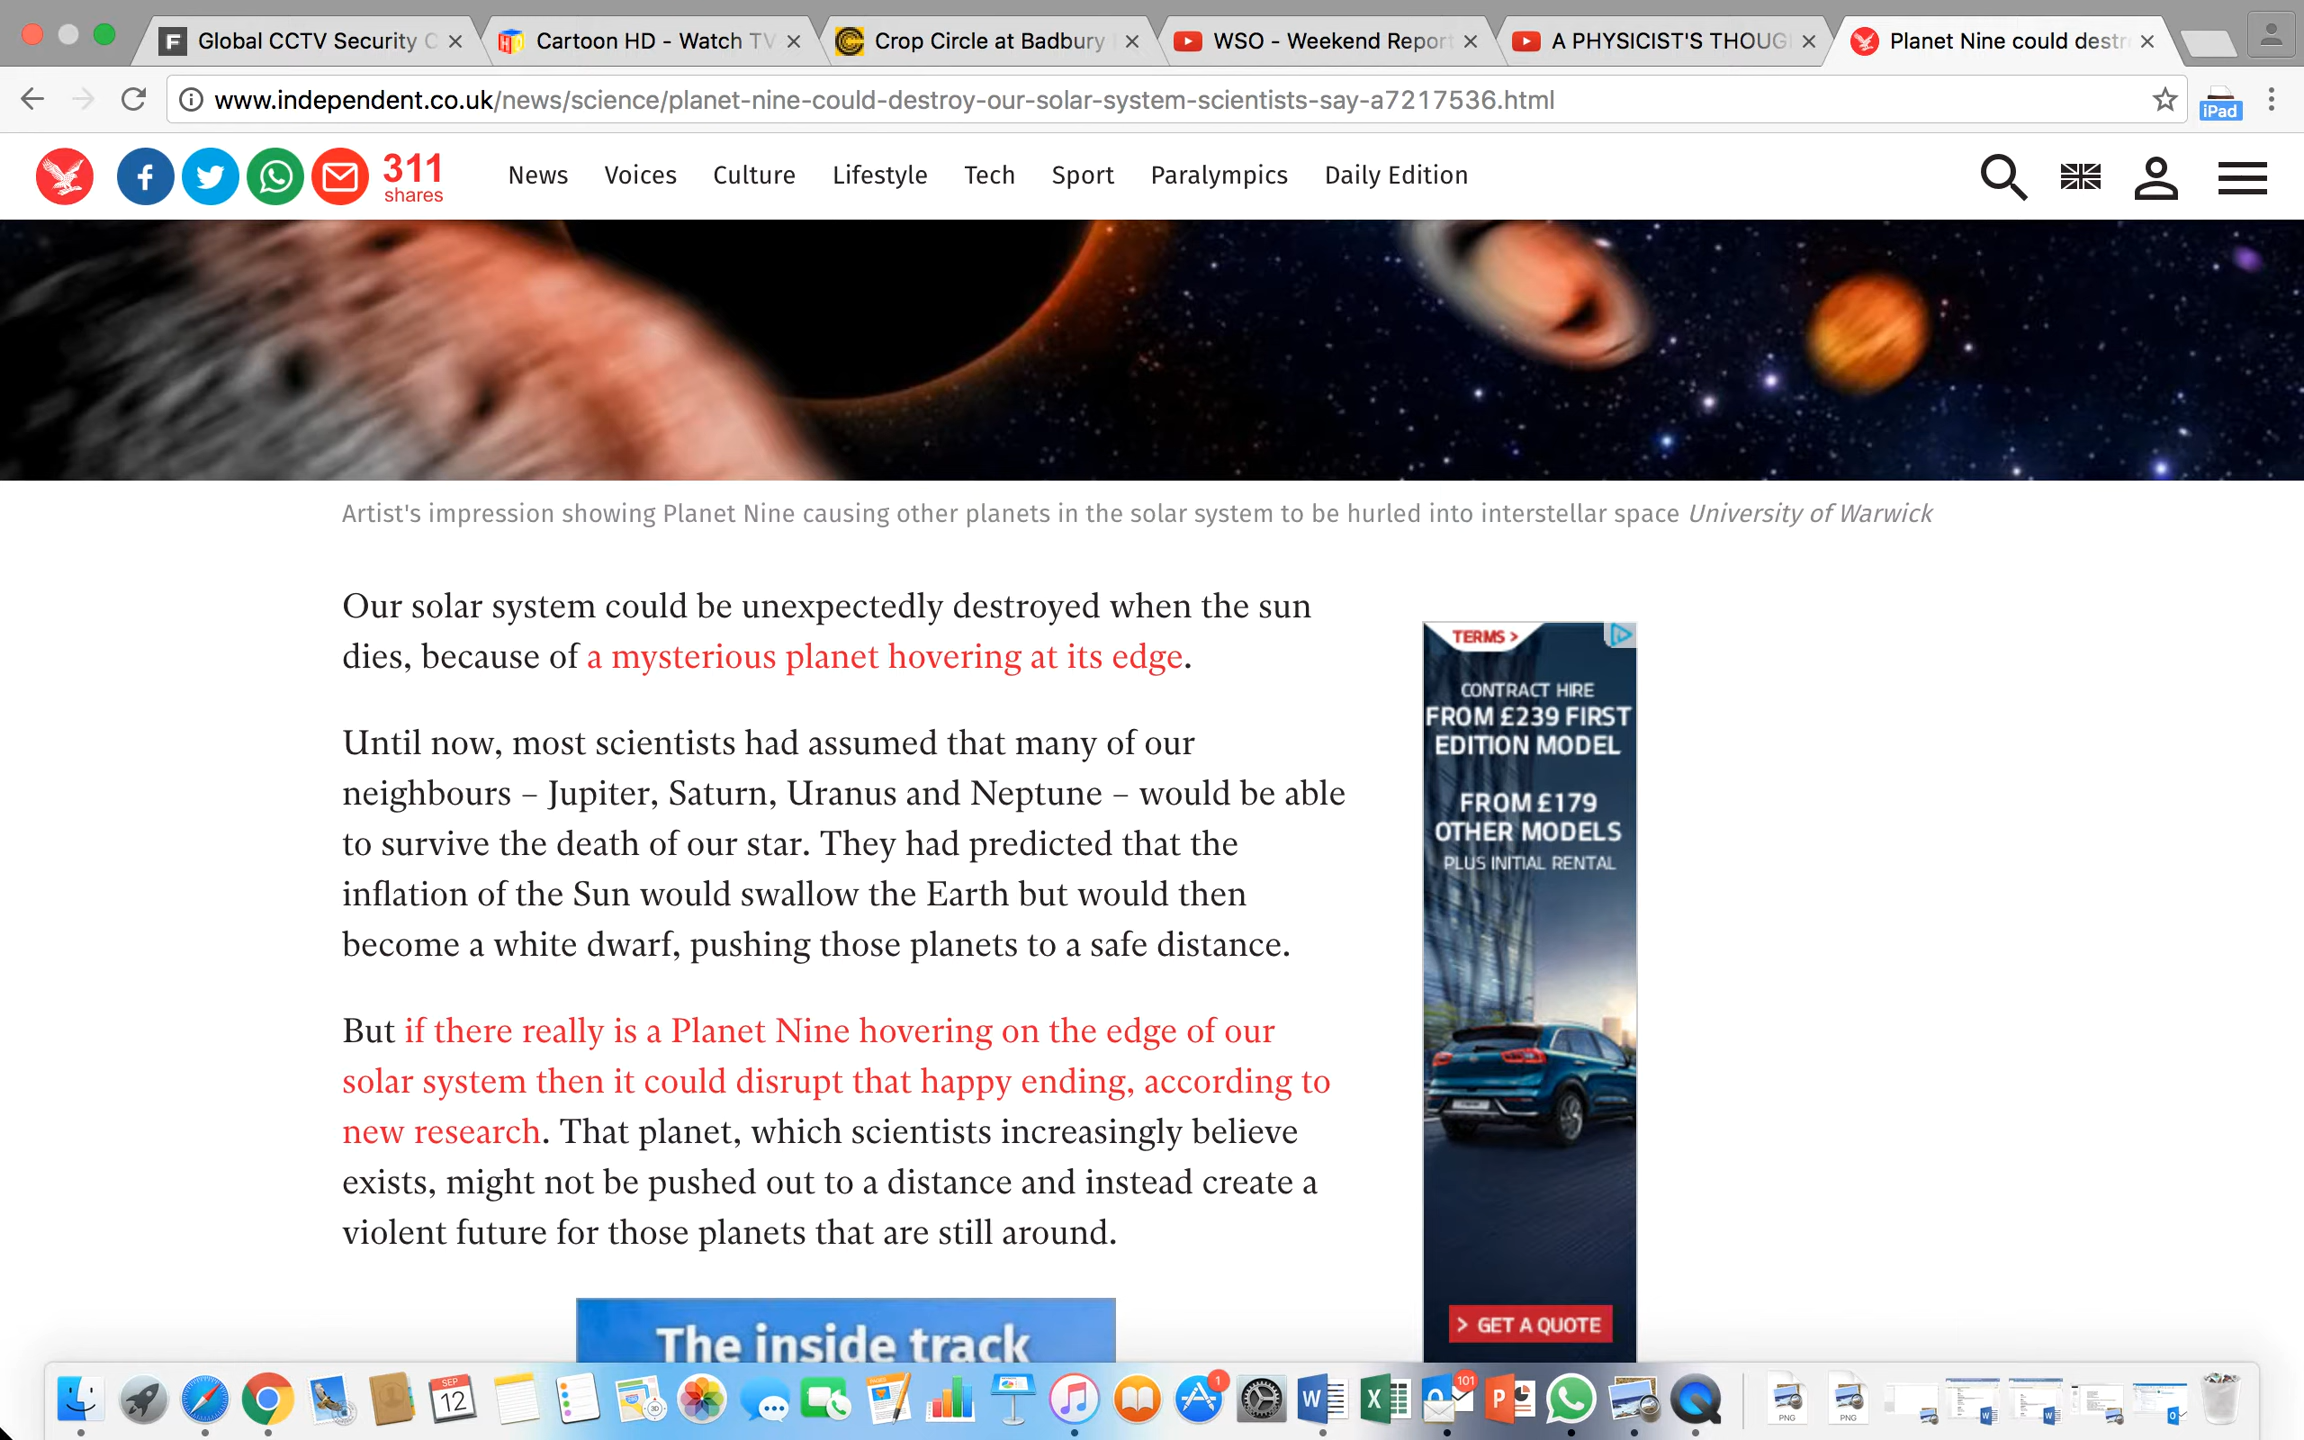 Global CCTV Security C
Cartoon HD - Watch TV
Crop Circle at Badbury
WSO - Weekend Report
A PHYSICIST'S THOUG
Planet Nine could destr
www.independent.co.uk/news/science/planet-nine-could-destroy-our-solar-system-scientists-say-a7217536.html
iPad
311
shares
News Voices Culture Lifestyle Tech Sport Paralympics Daily Edition
Artist's impression showing Planet Nine causing other planets in the solar system to be hurled into interstellar space University of Warwick
Our solar system could be unexpectedly destroyed when the sun
dies, because of a mysterious planet hovering at its edge.
Until now, most scientists had assumed that many of our
neighbours – Jupiter, Saturn, Uranus and Neptune – would be able
to survive the death of our star. They had predicted that the
inflation of the Sun would swallow the Earth but would then
become a white dwarf, pushing those planets to a safe distance.
But if there really is a Planet Nine hovering on the edge of our
solar system then it could disrupt that happy ending, according to
new research. That planet, which scientists increasingly believe
exists, might not be pushed out to a distance and instead create a
violent future for those planets that are still around.
TERMS >
CONTRACT HIRE
FROM £239 FIRST
EDITION MODEL
FROM £179
OTHER MODELS
PLUS INITIAL RENTAL
> GET A QUOTE
The inside track
SEP
12
3D
1
101
PNG
PNG